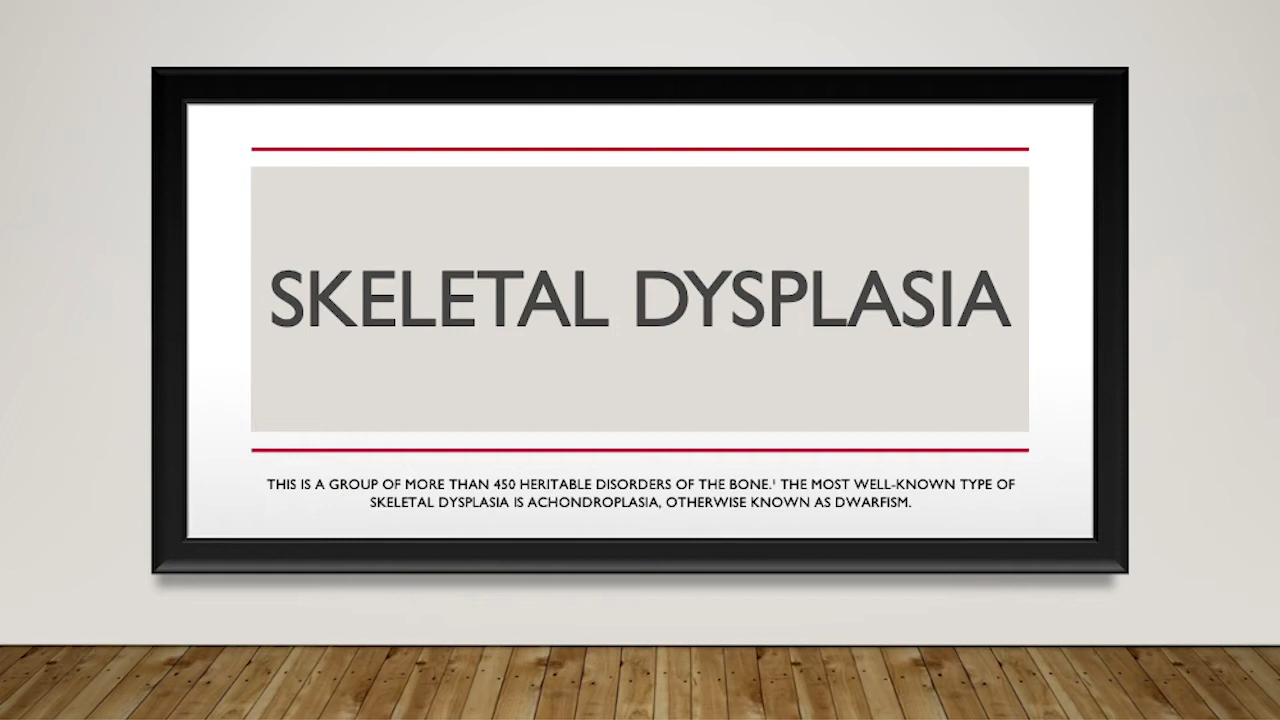 SKELETAL DYSPLASIA
THIS IS A GROUP OF MORE THAN 450 HERITABLE DISORDERS OF THE BONE.¹ THE MOST WELL-KNOWN TYPE OF
SKELETAL DYSPLASIA IS ACHONDROPLASIA, OTHERWISE KNOWN AS DWARFISM.